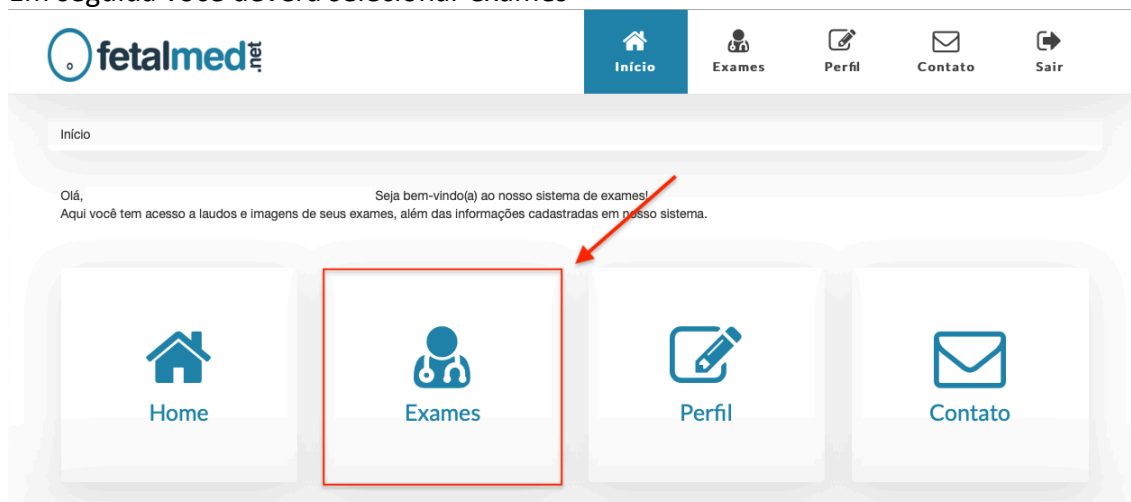 Em seguida você deverá selecionar exames
fetalmed.net
Início
Exames
Perfil
Contato
Sair
Início
Olá, Seja bem-vindo(a) ao nosso sistema de exames!
Aqui você tem acesso a laudos e imagens de seus exames, além das informações cadastradas em nosso sistema.
Home
Exames
Perfil
Contato